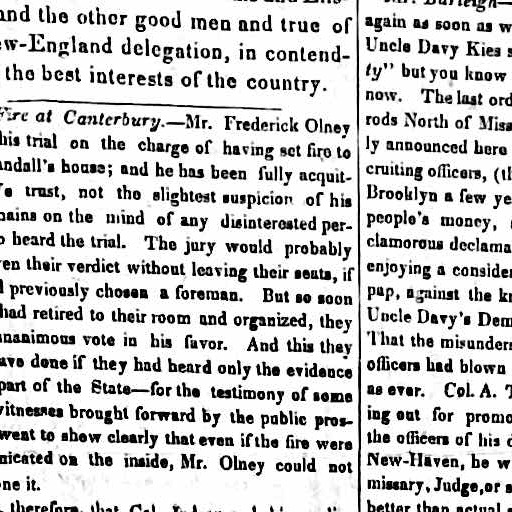 and the other good men and true of
ew-England delegation, in contend-
the best interests of the country.
Fire at Canterbury.—Mr. Frederick Olney
his trial on the charge of having set fire to
andall's house; and he has been fully acquit-
trust, not the slightest suspicion of his
mains on the mind of any disinterested per-
o heard the trial. The jury would probably
ven their verdict without leaving their seats, if
d previously chosen a foreman. But so soon
had retired to their room and organized, they
unanimous vote in his favor. And this they
ave done if they had heard only the evidence
part of the State—for the testimony of some
witnesses brought forward by the public pros-
went to show clearly that even if the fire were
nicated on the inside, Mr. Olney could not
one it.
therefore, that Col.
again as soon as w
Uncle Davy Kies s
ty" but you know
now. The last ord
rods North of Miss
ly announced here
cruiting officers, (th
Brooklyn a few ye
people's money,
clamorous declama
enjoying a consider
pap, against the kn
Uncle Davy's Dem
That the misunders
officers had blown
as ever. Col. A. T
ing out for promo
the officers of his d
New-Haven, he w
missary, Judge, or s
better than actual s